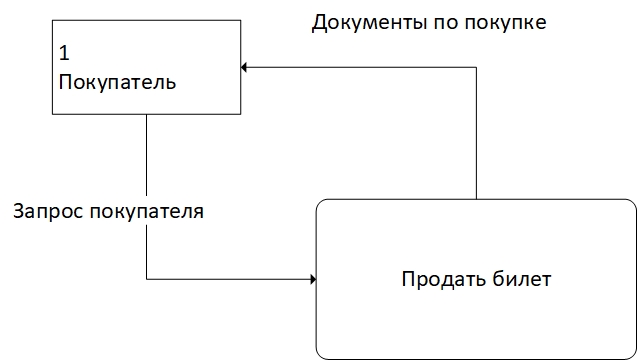 Документы по покупке
1
Покупатель
Запрос покупателя
Продать билет